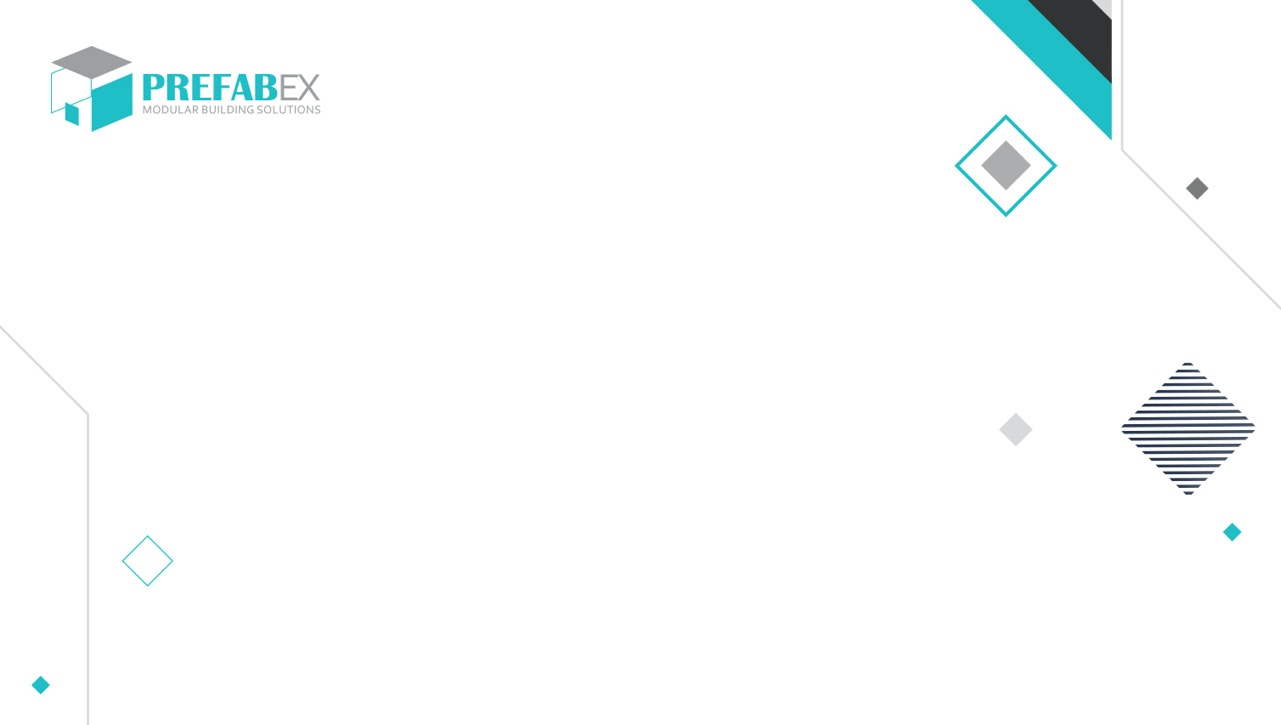 PREFABEX
MODULAR BUILDING SOLUTIONS